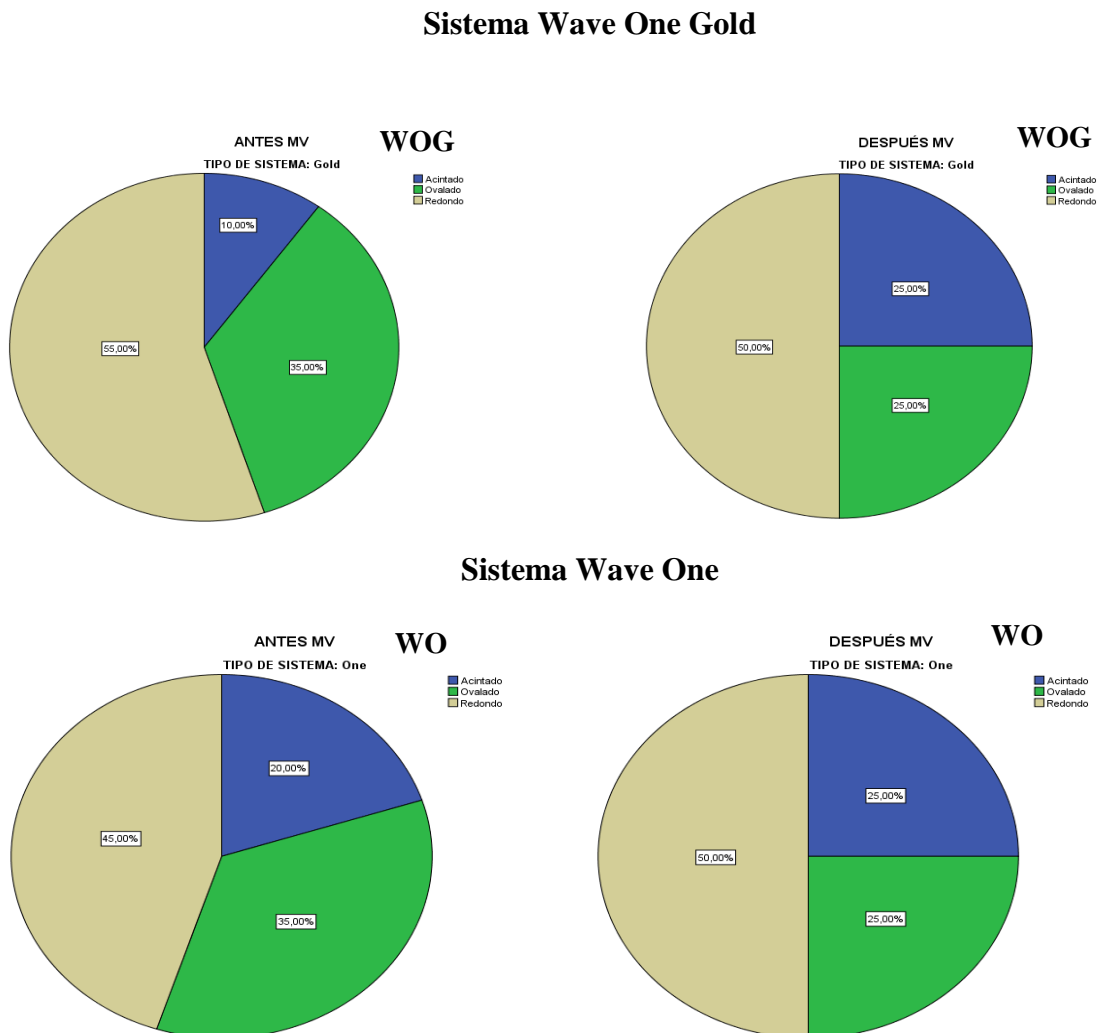 Sistema Wave One Gold
ANTES MV
WOG
TIPO DE SISTEMA: Gold
Acintado
Ovalado
Redondo
10,00%
55,00%
35,00%
DESPUÉS MV
WOG
TIPO DE SISTEMA: Gold
Acintado
Ovalado
Redondo
25,00%
50,00%
25,00%
Sistema Wave One
ANTES MV
WO
TIPO DE SISTEMA: One
Acintado
Ovalado
Redondo
20,00%
45,00%
35,00%
DESPUÉS MV
WO
TIPO DE SISTEMA: One
Acintado
Ovalado
Redondo
25,00%
50,00%
25,00%